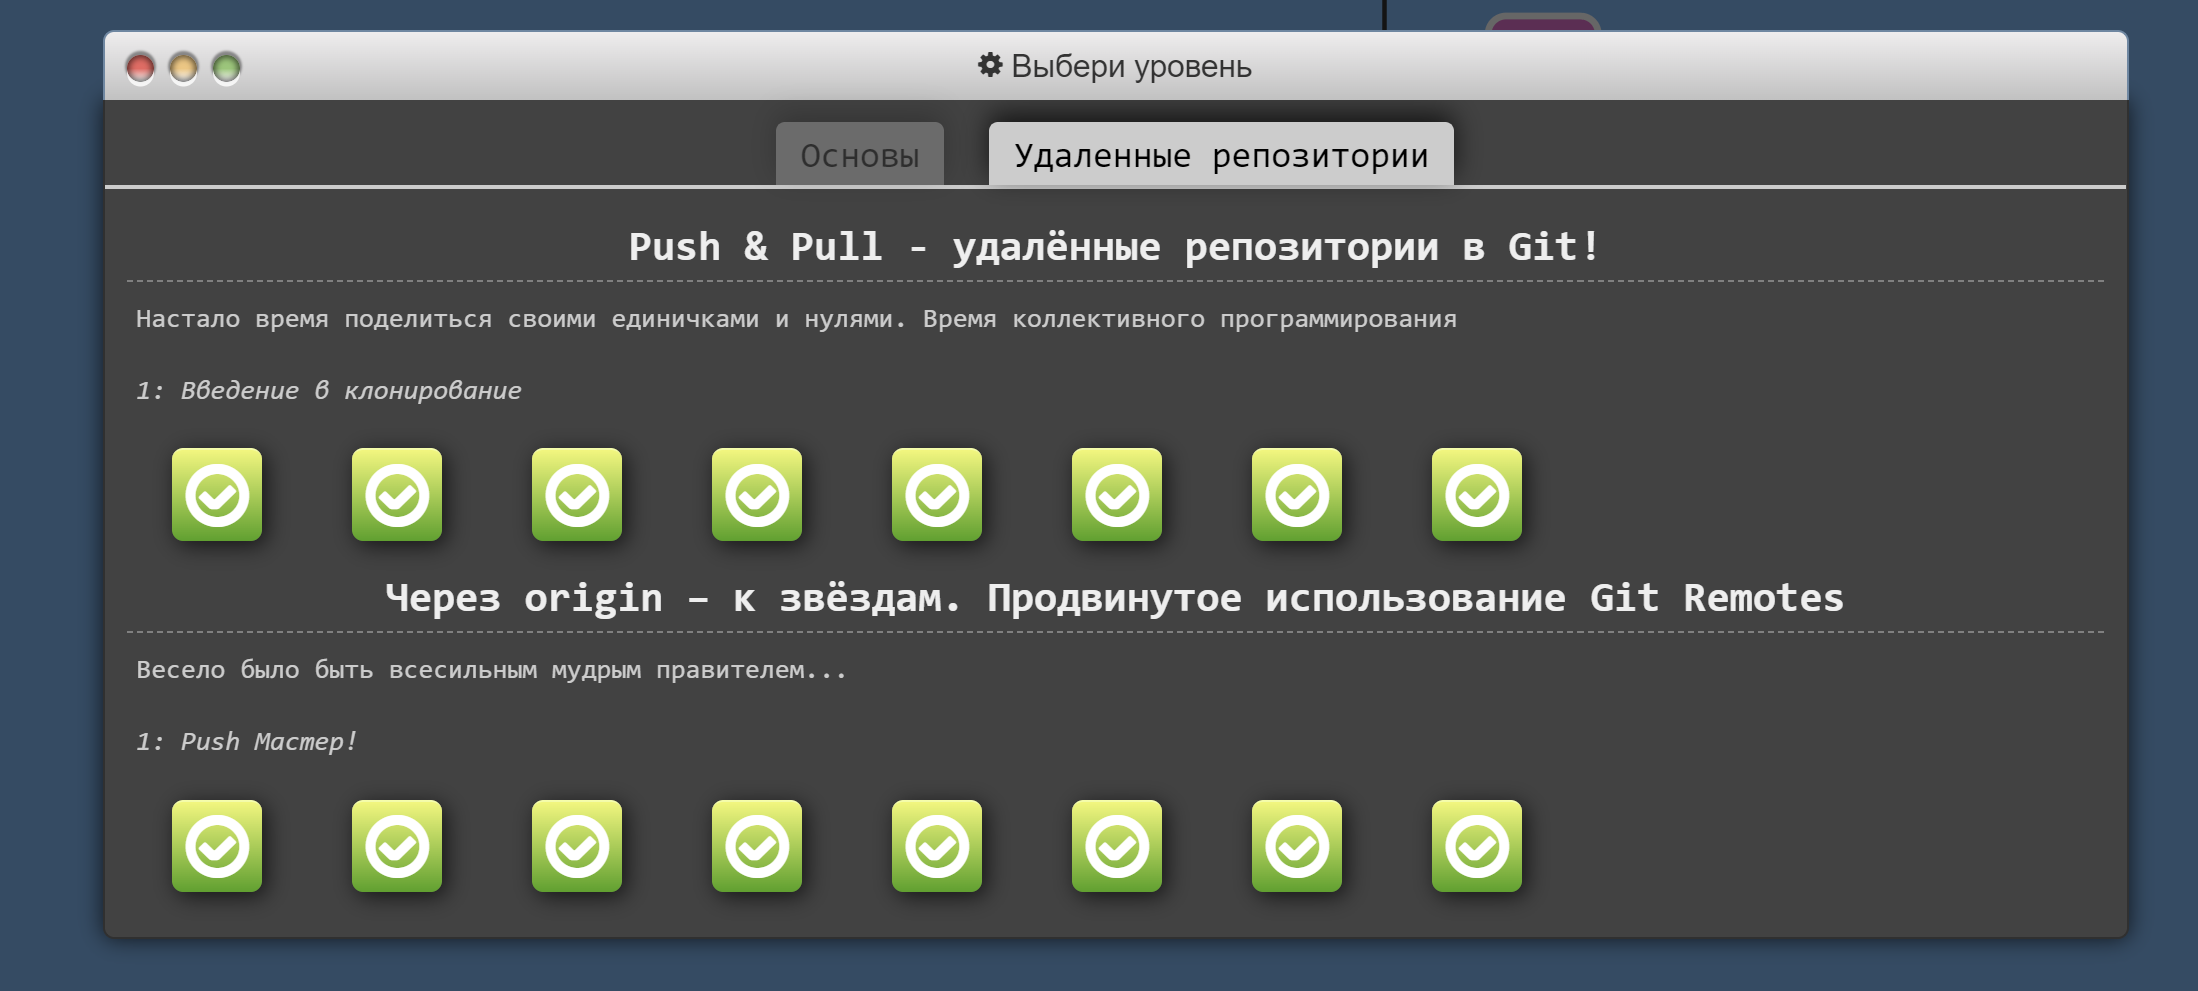 Выбери уровень
Основы
Удаленные репозитории
Push & Pull - удалённые репозитории в Git!
Настало время поделиться своими единичками и нулями. Время коллективного программирования
1: Введение в клонирование
Через origin – к звёздам. Продвинутое использование Git Remotes
Весело было быть всесильным мудрым правителем...
1: Push Мастер!